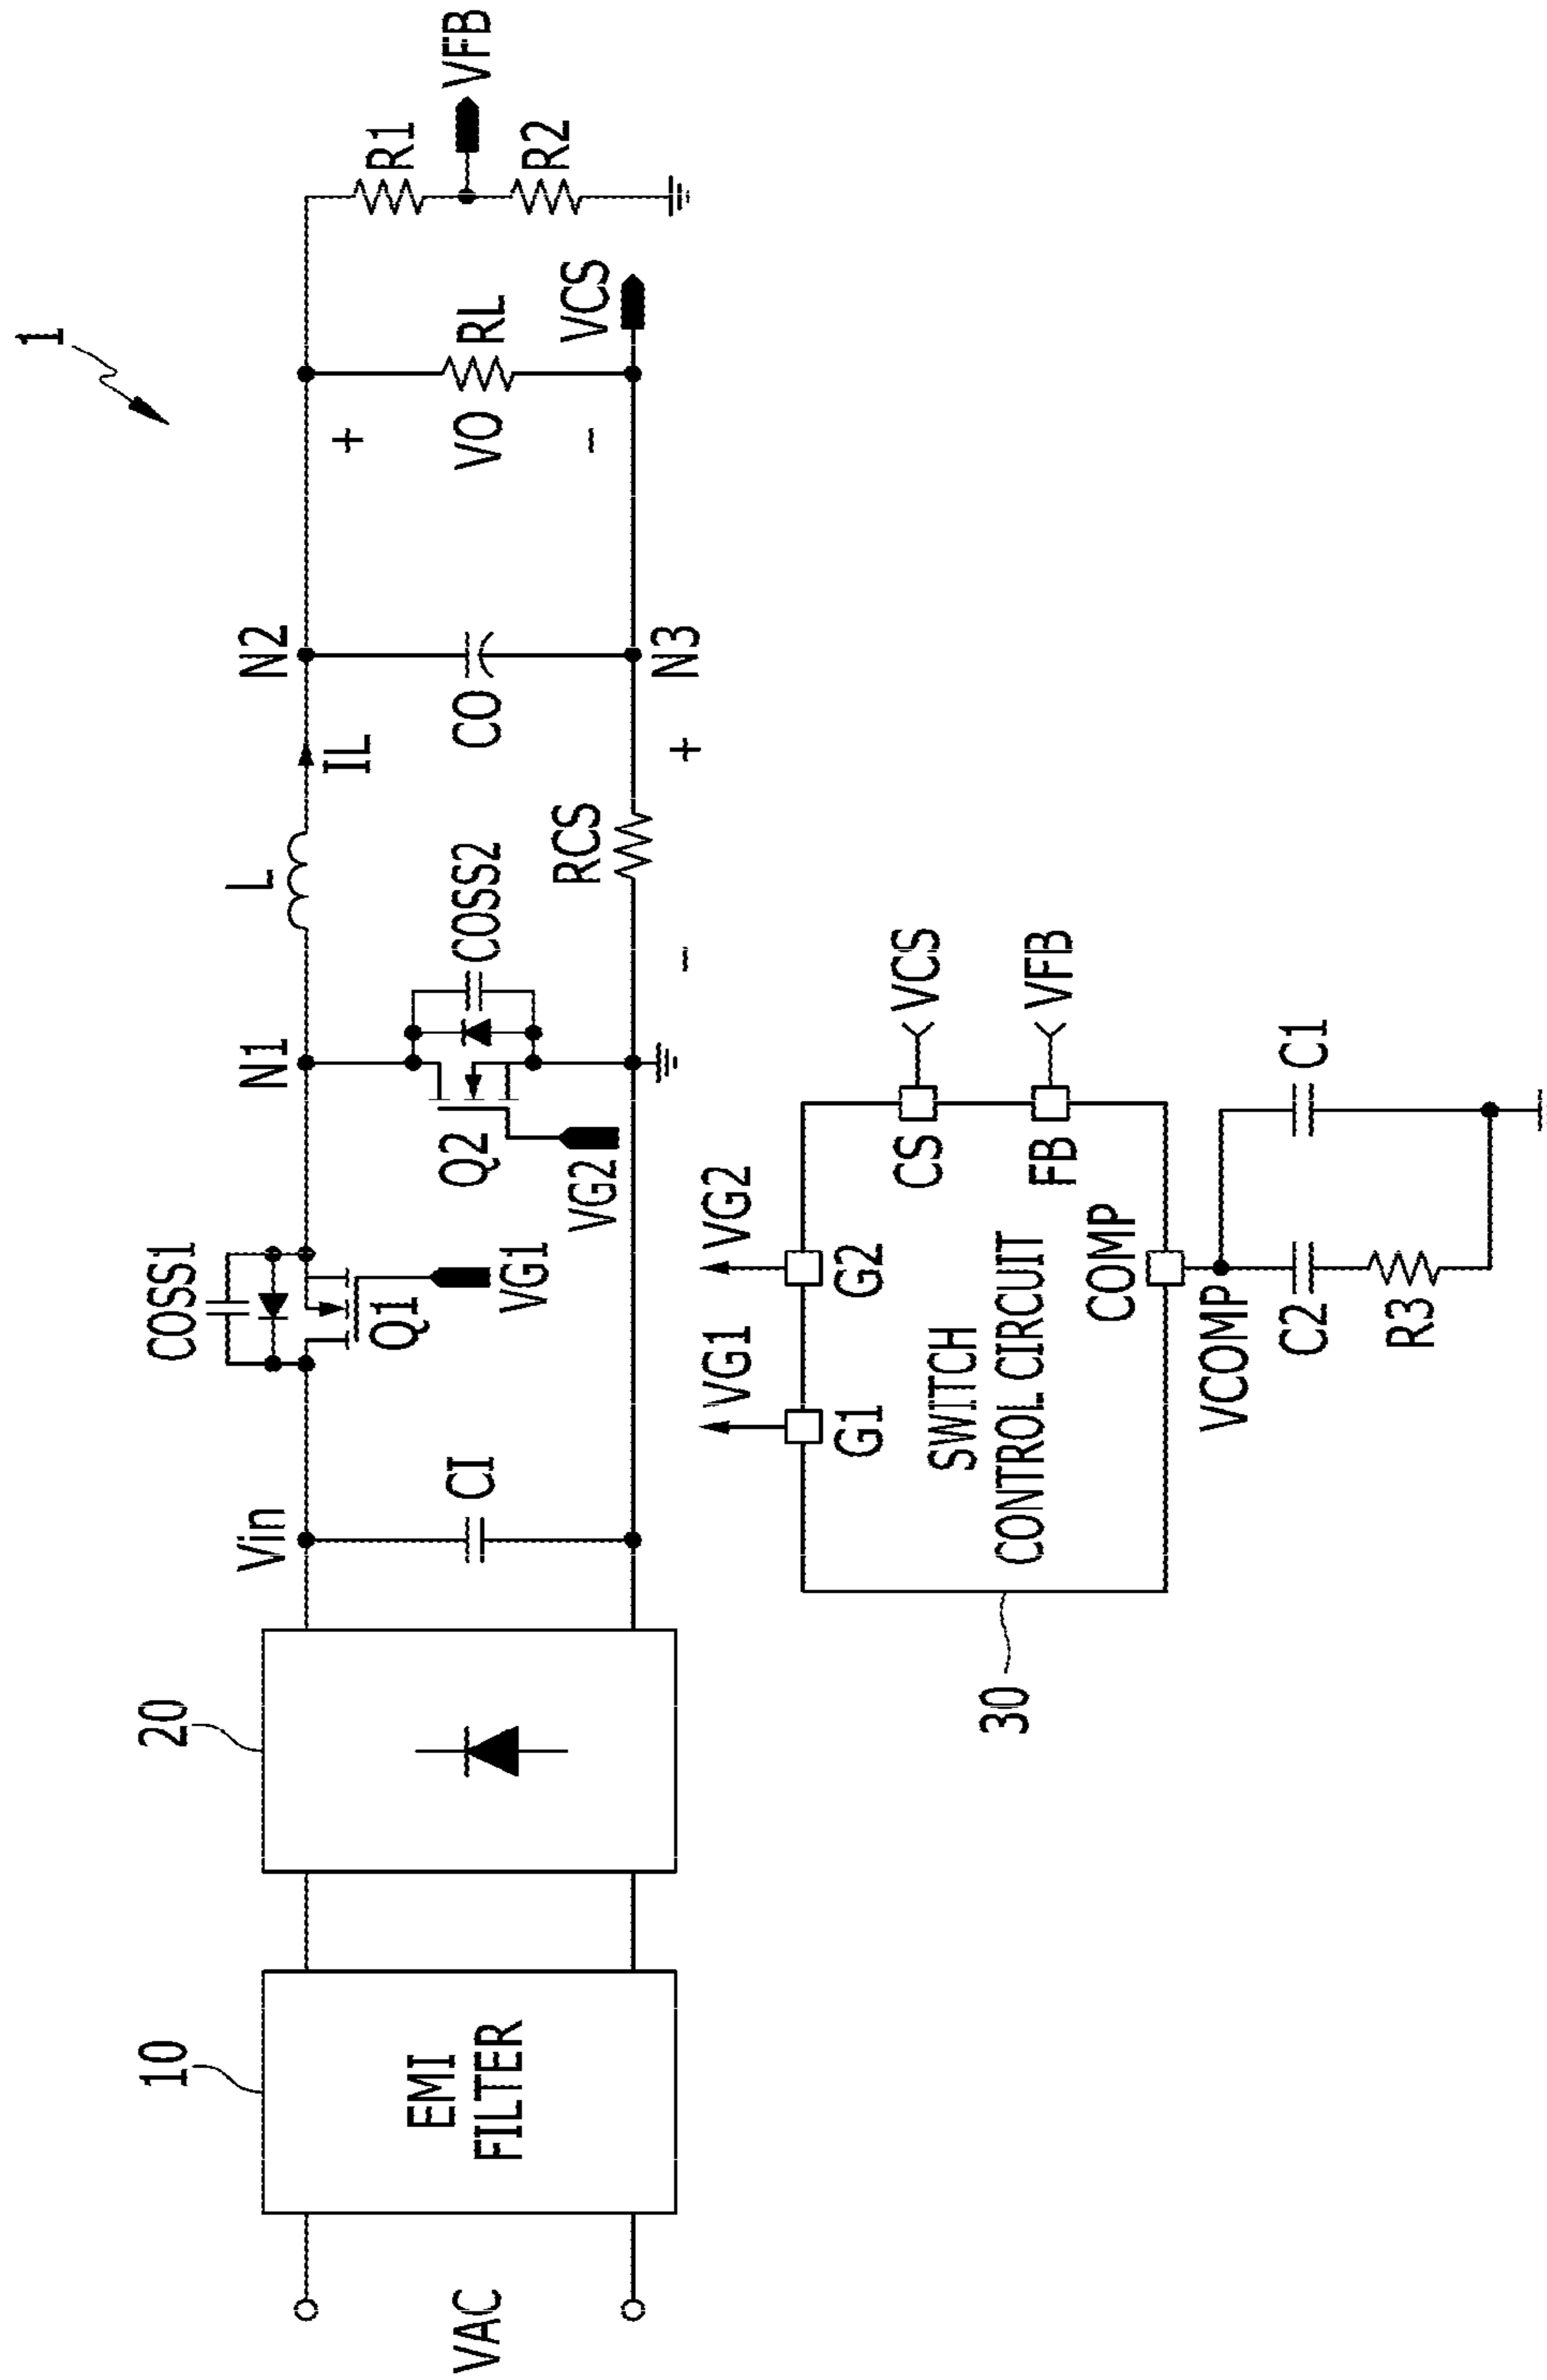 1
10
20
COSS1
Vin
N1
L
IL
N2
VAC
EMI
FILTER
CI
Q1
VG1
Q2
VG2
COSS2
RCS
-
+
CO
N3
+
VO
-
RL
VCS
R1
R2
VFB
VG1
VG2
G1
G2
SWITCH
CONTROL CIRCUIT
30
CS
VCS
FB
VFB
COMP
VCOMP
C2
C1
R3